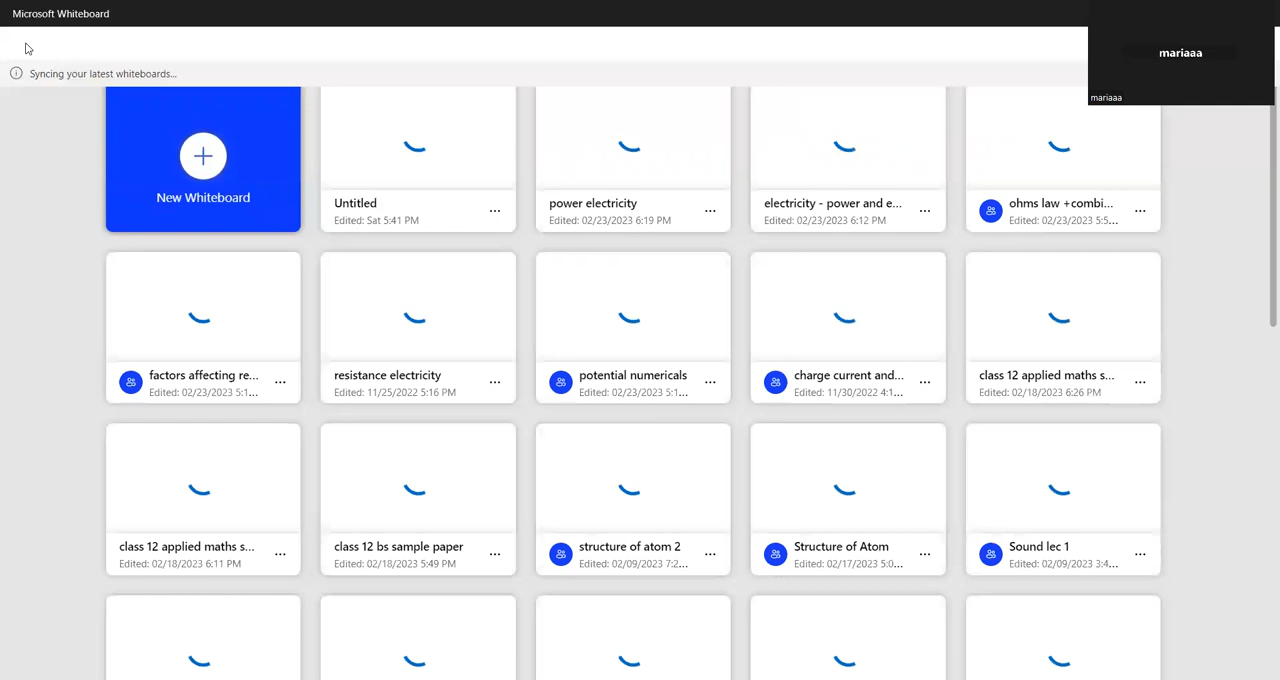 Microsoft Whiteboard
mariaaa
mariaaa
Syncing your latest whiteboards...
New Whiteboard
Untitled
Edited: Sat 5:41 PM
power electricity
Edited: 02/23/2023 6:19 PM
electricity - power and e...
Edited: 02/23/2023 6:12 PM
ohms law +combi...
Edited: 02/23/2023 5:5...
factors affecting re...
Edited: 02/23/2023 5:1...
resistance electricity
Edited: 11/25/2022 5:16 PM
potential numericals
Edited: 02/23/2023 5:1...
charge current and...
Edited: 11/30/2022 4:1...
class 12 applied maths s...
Edited: 02/18/2023 6:26 PM
class 12 applied maths s...
Edited: 02/18/2023 6:11 PM
class 12 bs sample paper
Edited: 02/18/2023 5:49 PM
structure of atom 2
Edited: 02/09/2023 7:2...
Structure of Atom
Edited: 02/17/2023 5:0...
Sound lec 1
Edited: 02/09/2023 3:4...